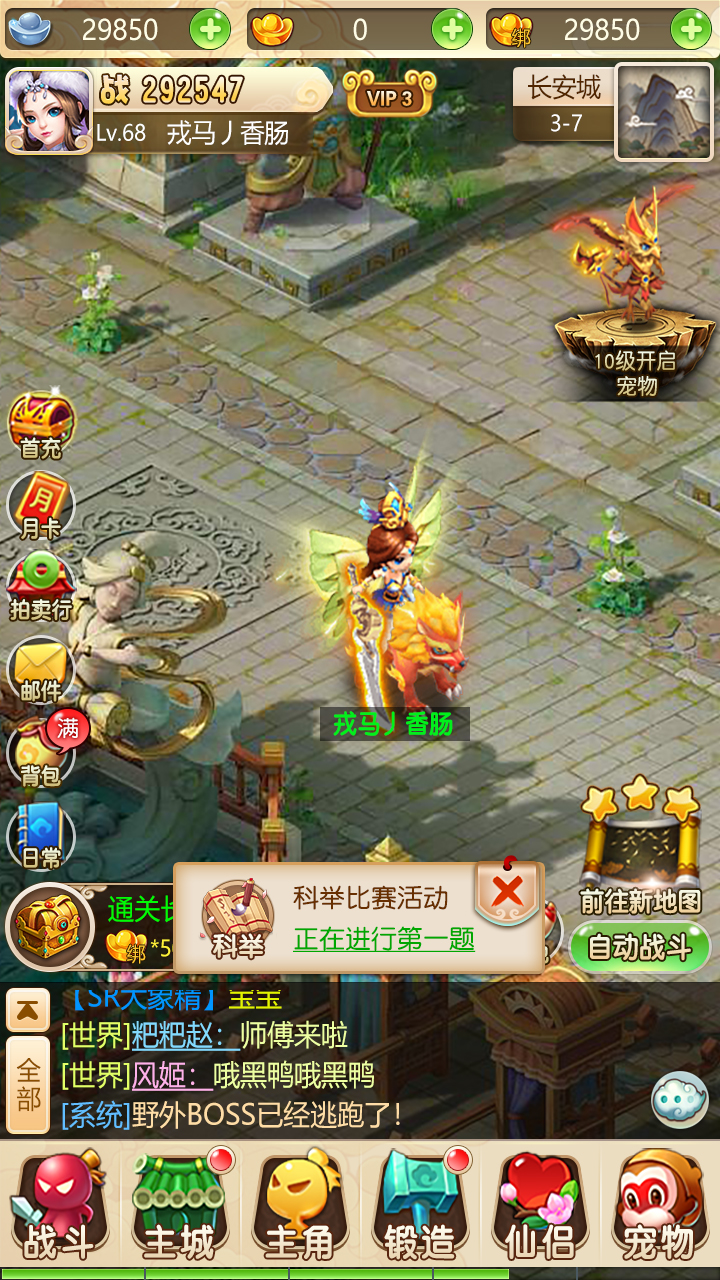 29850 0 绑 29850
战 292547 VIP 3 长安城
Lv.68 戎马丿香肠 3-7
10级开启
宠物
首充
月
月卡
拍卖行
邮件
满
背包
日常
戎马丿香肠
前往新地图
自动战斗
通关长
绑*5
科举比赛活动
科举 正在进行第一题
【SR大象精】宝宝
[世界]粑粑赵：师傅来啦
[世界]风姬：哦黑鸭哦黑鸭
[系统]野外BOSS已经逃跑了！
全部
战斗 主城 主角 锻造 仙侣 宠物